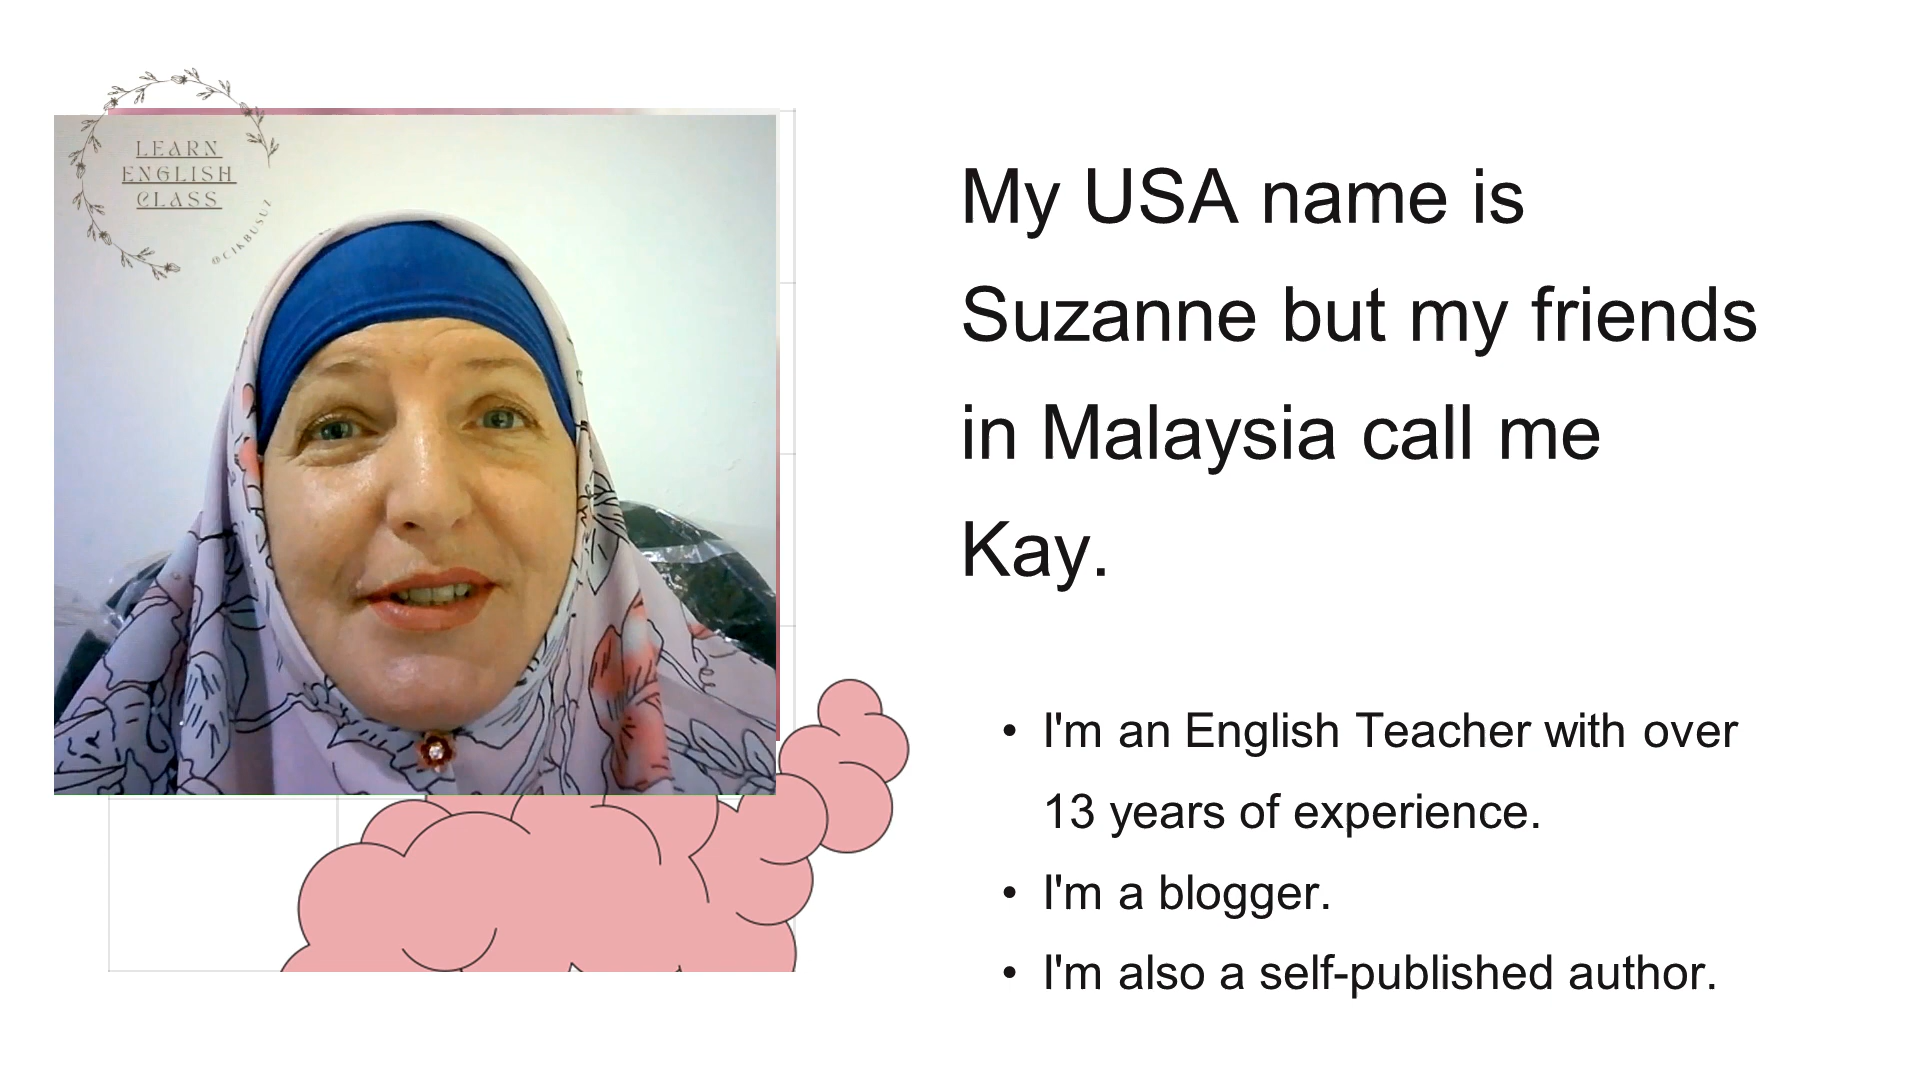 LEARN
ENGLISH
CLASS
@CIKBUSUZ
My USA name is
Suzanne but my friends
in Malaysia call me
Kay.
• I'm an English Teacher with over
13 years of experience.
• I'm a blogger.
• I'm also a self-published author.